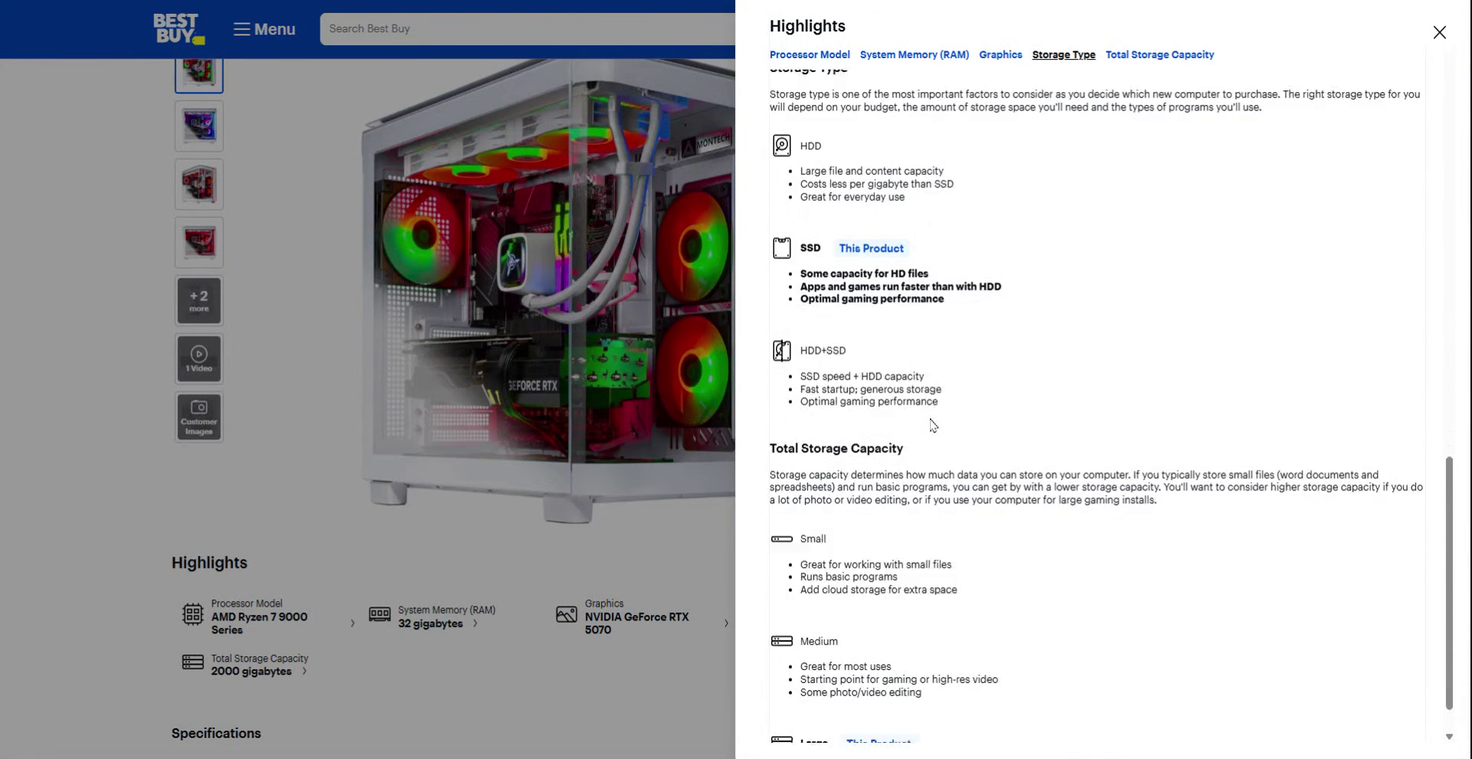 BEST
BUY
Menu
Search Best Buy
MONTECH
GEFORCE RTX
+ 2
more
1 Video
Customer
Images
Highlights
Processor Model
AMD Ryzen 7 9000
Series
System Memory (RAM)
32 gigabytes
Graphics
NVIDIA GeForce RTX
5070
Total Storage Capacity
2000 gigabytes
Specifications
Highlights
Processor Model System Memory (RAM) Graphics Storage Type Total Storage Capacity
Storage Type
Storage type is one of the most important factors to consider as you decide which new computer to purchase. The right storage type for you
will depend on your budget, the amount of storage space you'll need and the types of programs you'll use.
HDD
• Large file and content capacity
• Costs less per gigabyte than SSD
• Great for everyday use
SSD This Product
• Some capacity for HD files
• Apps and games run faster than with HDD
• Optimal gaming performance
HDD+SSD
• SSD speed + HDD capacity
• Fast startup; generous storage
• Optimal gaming performance
Total Storage Capacity
Storage capacity determines how much data you can store on your computer. If you typically store small files (word documents and
spreadsheets) and run basic programs, you can get by with a lower storage capacity. You'll want to consider higher storage capacity if you do
a lot of photo or video editing, or if you use your computer for large gaming installs.
Small
• Great for working with small files
• Runs basic programs
• Add cloud storage for extra space
Medium
• Great for most uses
• Starting point for gaming or high-res video
• Some photo/video editing
Large This Product